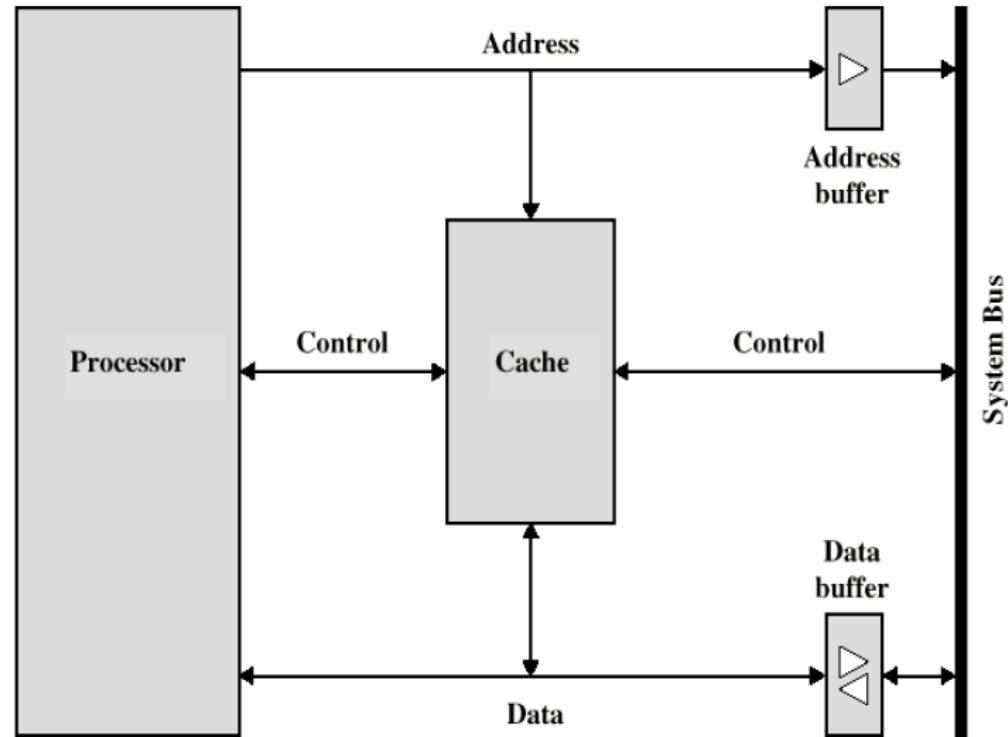 Address
Address
buffer
Processor
Control
Cache
Control
System Bus
Data
buffer
Data